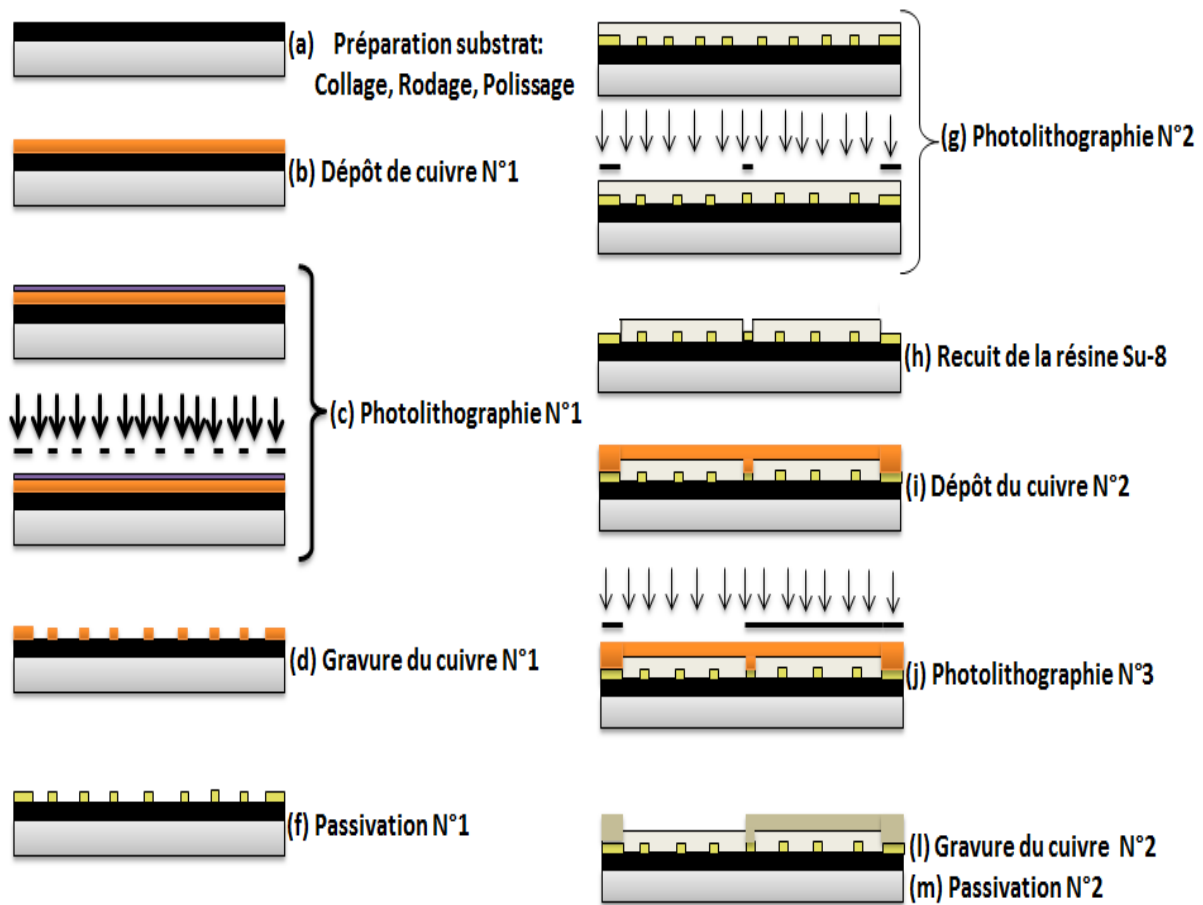 (a) Préparation substrat:
Collage, Rodage, Polissage
(b) Dépôt de cuivre N°1
(c) Photolithographie N°1
(d) Gravure du cuivre N°1
(f) Passivation N°1
(g) Photolithographie N°2
(h) Recuit de la résine Su-8
(i) Dépôt du cuivre N°2
(j) Photolithographie N°3
(l) Gravure du cuivre N°2
(m) Passivation N°2